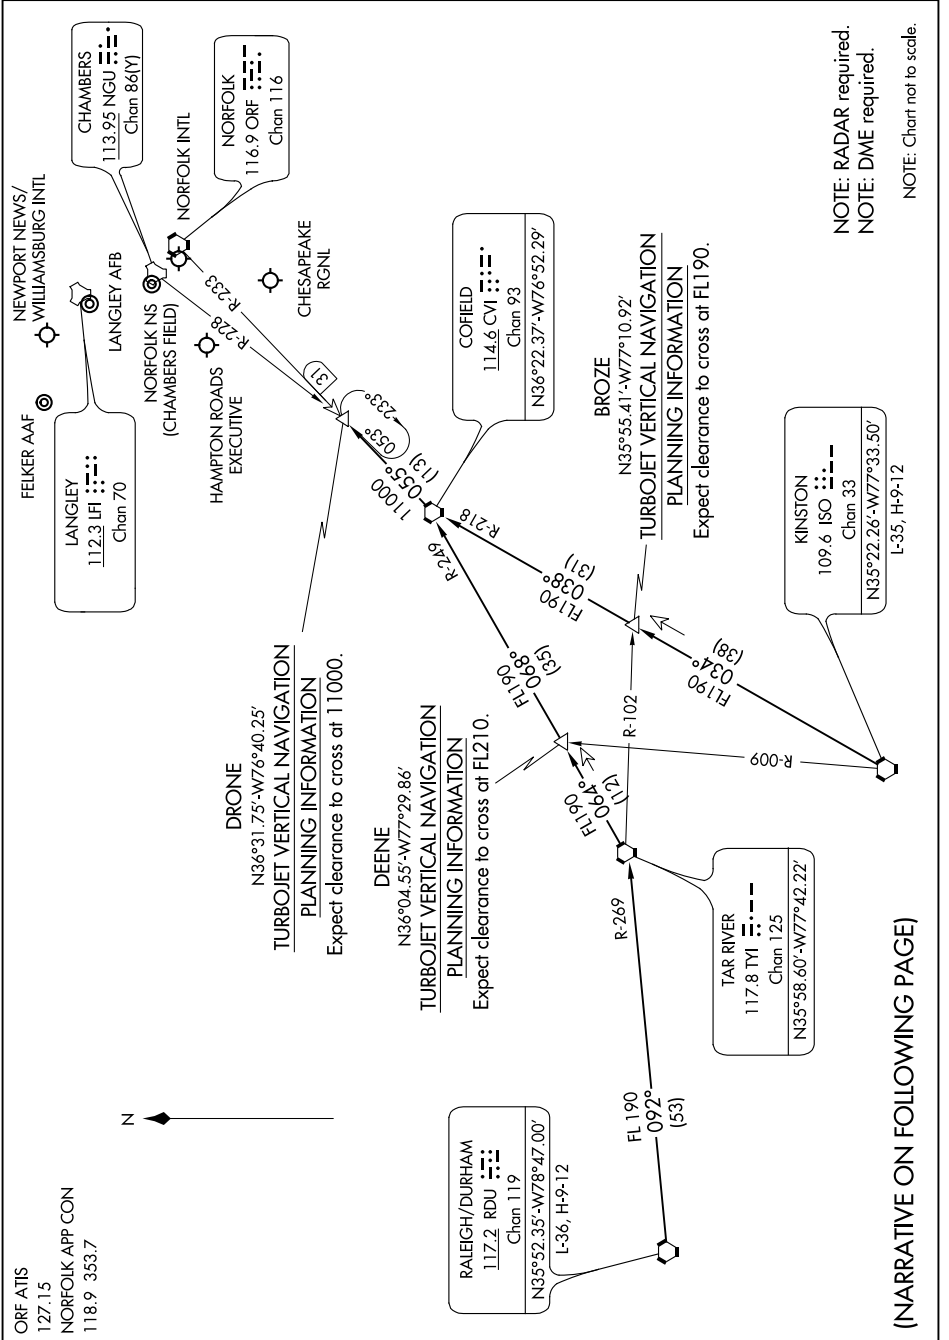 ORF ATIS
127.15
NORFOLK APP CON
118.9 353.7
N
NEWPORT NEWS/
WILLIAMSBURG INTL
FELKER AAF
LANGLEY
112.3 LFI
Chan 70
LANGLEY AFB
CHAMBERS
113.95 NGU
Chan 86(Y)
NORFOLK NS
(CHAMBERS FIELD)
NORFOLK INTL
NORFOLK
116.9 ORF
Chan 116
HAMPTON ROADS
EXECUTIVE
CHESAPEAKE
RGNL
R-228
R-233
31
233°
053°
11000
055°
(13)
DRONE
N36°31.75'-W76°40.25'
TURBOJET VERTICAL NAVIGATION
PLANNING INFORMATION
Expect clearance to cross at 11000.
COFIELD
114.6 CVI
Chan 93
N36°22.37'-W76°52.29'
R-249
R-218
DEENE
N36°04.55'-W77°29.86'
TURBOJET VERTICAL NAVIGATION
PLANNING INFORMATION
Expect clearance to cross at FL210.
FL190
068°
(35)
FL190
038°
(31)
BROZE
N35°55.41'-W77°10.92'
TURBOJET VERTICAL NAVIGATION
PLANNING INFORMATION
Expect clearance to cross at FL190.
FL190
064°
(12)
R-102
R-009
FL190
034°
(38)
RALEIGH/DURHAM
117.2 RDU
Chan 119
N35°52.35'-W78°47.00'
L-36, H-9-12
FL 190
092°
(53)
R-269
TAR RIVER
117.8 TYI
Chan 125
N35°58.60'-W77°42.22'
KINSTON
109.6 ISO
Chan 33
N35°22.26'-W77°33.50'
L-35, H-9-12
NOTE: RADAR required.
NOTE: DME required.
NOTE: Chart not to scale.
(NARRATIVE ON FOLLOWING PAGE)